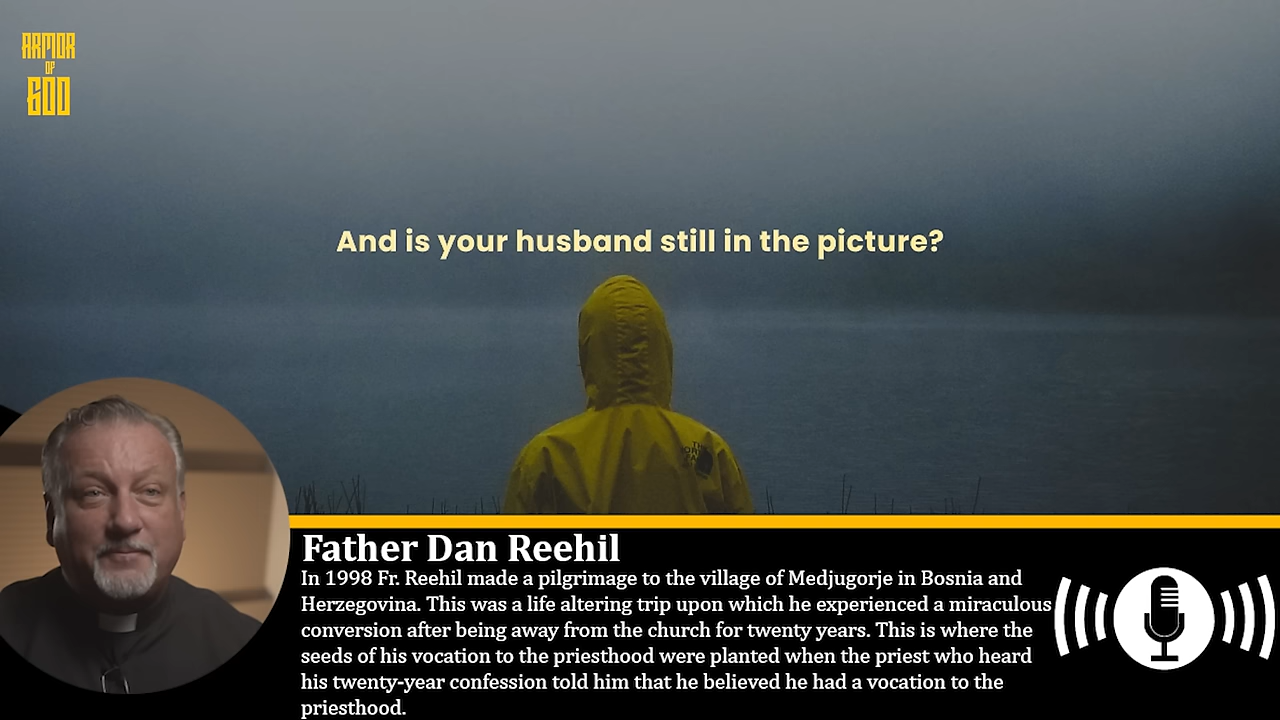 ARMOR
OF
GOD
And is your husband still in the picture?
Father Dan Reehil
In 1998 Fr. Reehil made a pilgrimage to the village of Medjugorje in Bosnia and
Herzegovina. This was a life altering trip upon which he experienced a miraculous
conversion after being away from the church for twenty years. This is where the
seeds of his vocation to the priesthood were planted when the priest who heard
his twenty-year confession told him that he believed he had a vocation to the
priesthood.